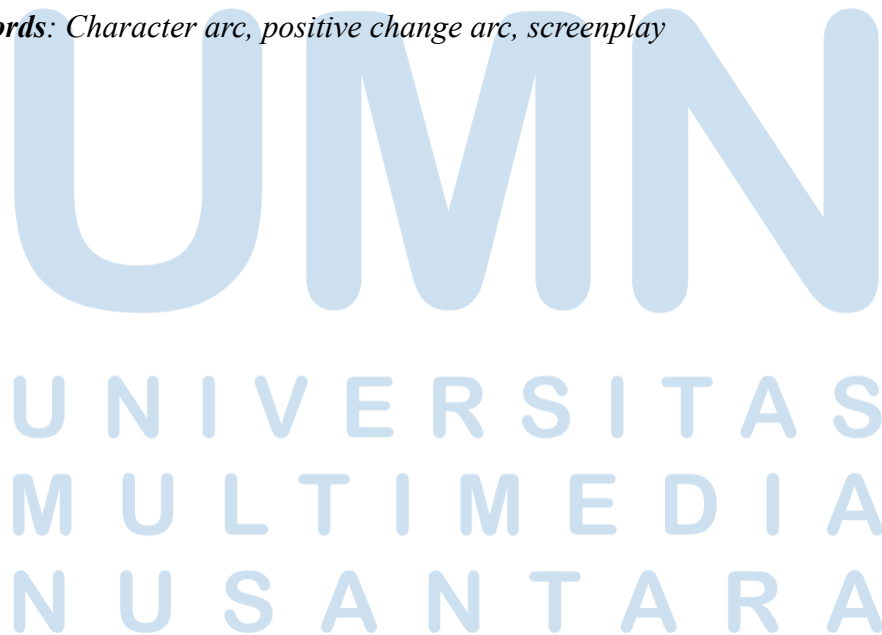 ords: Character arc, positive change arc, screenplay
UMN
UNIVERSITAS
MULTIMEDIA
NUSANTARA